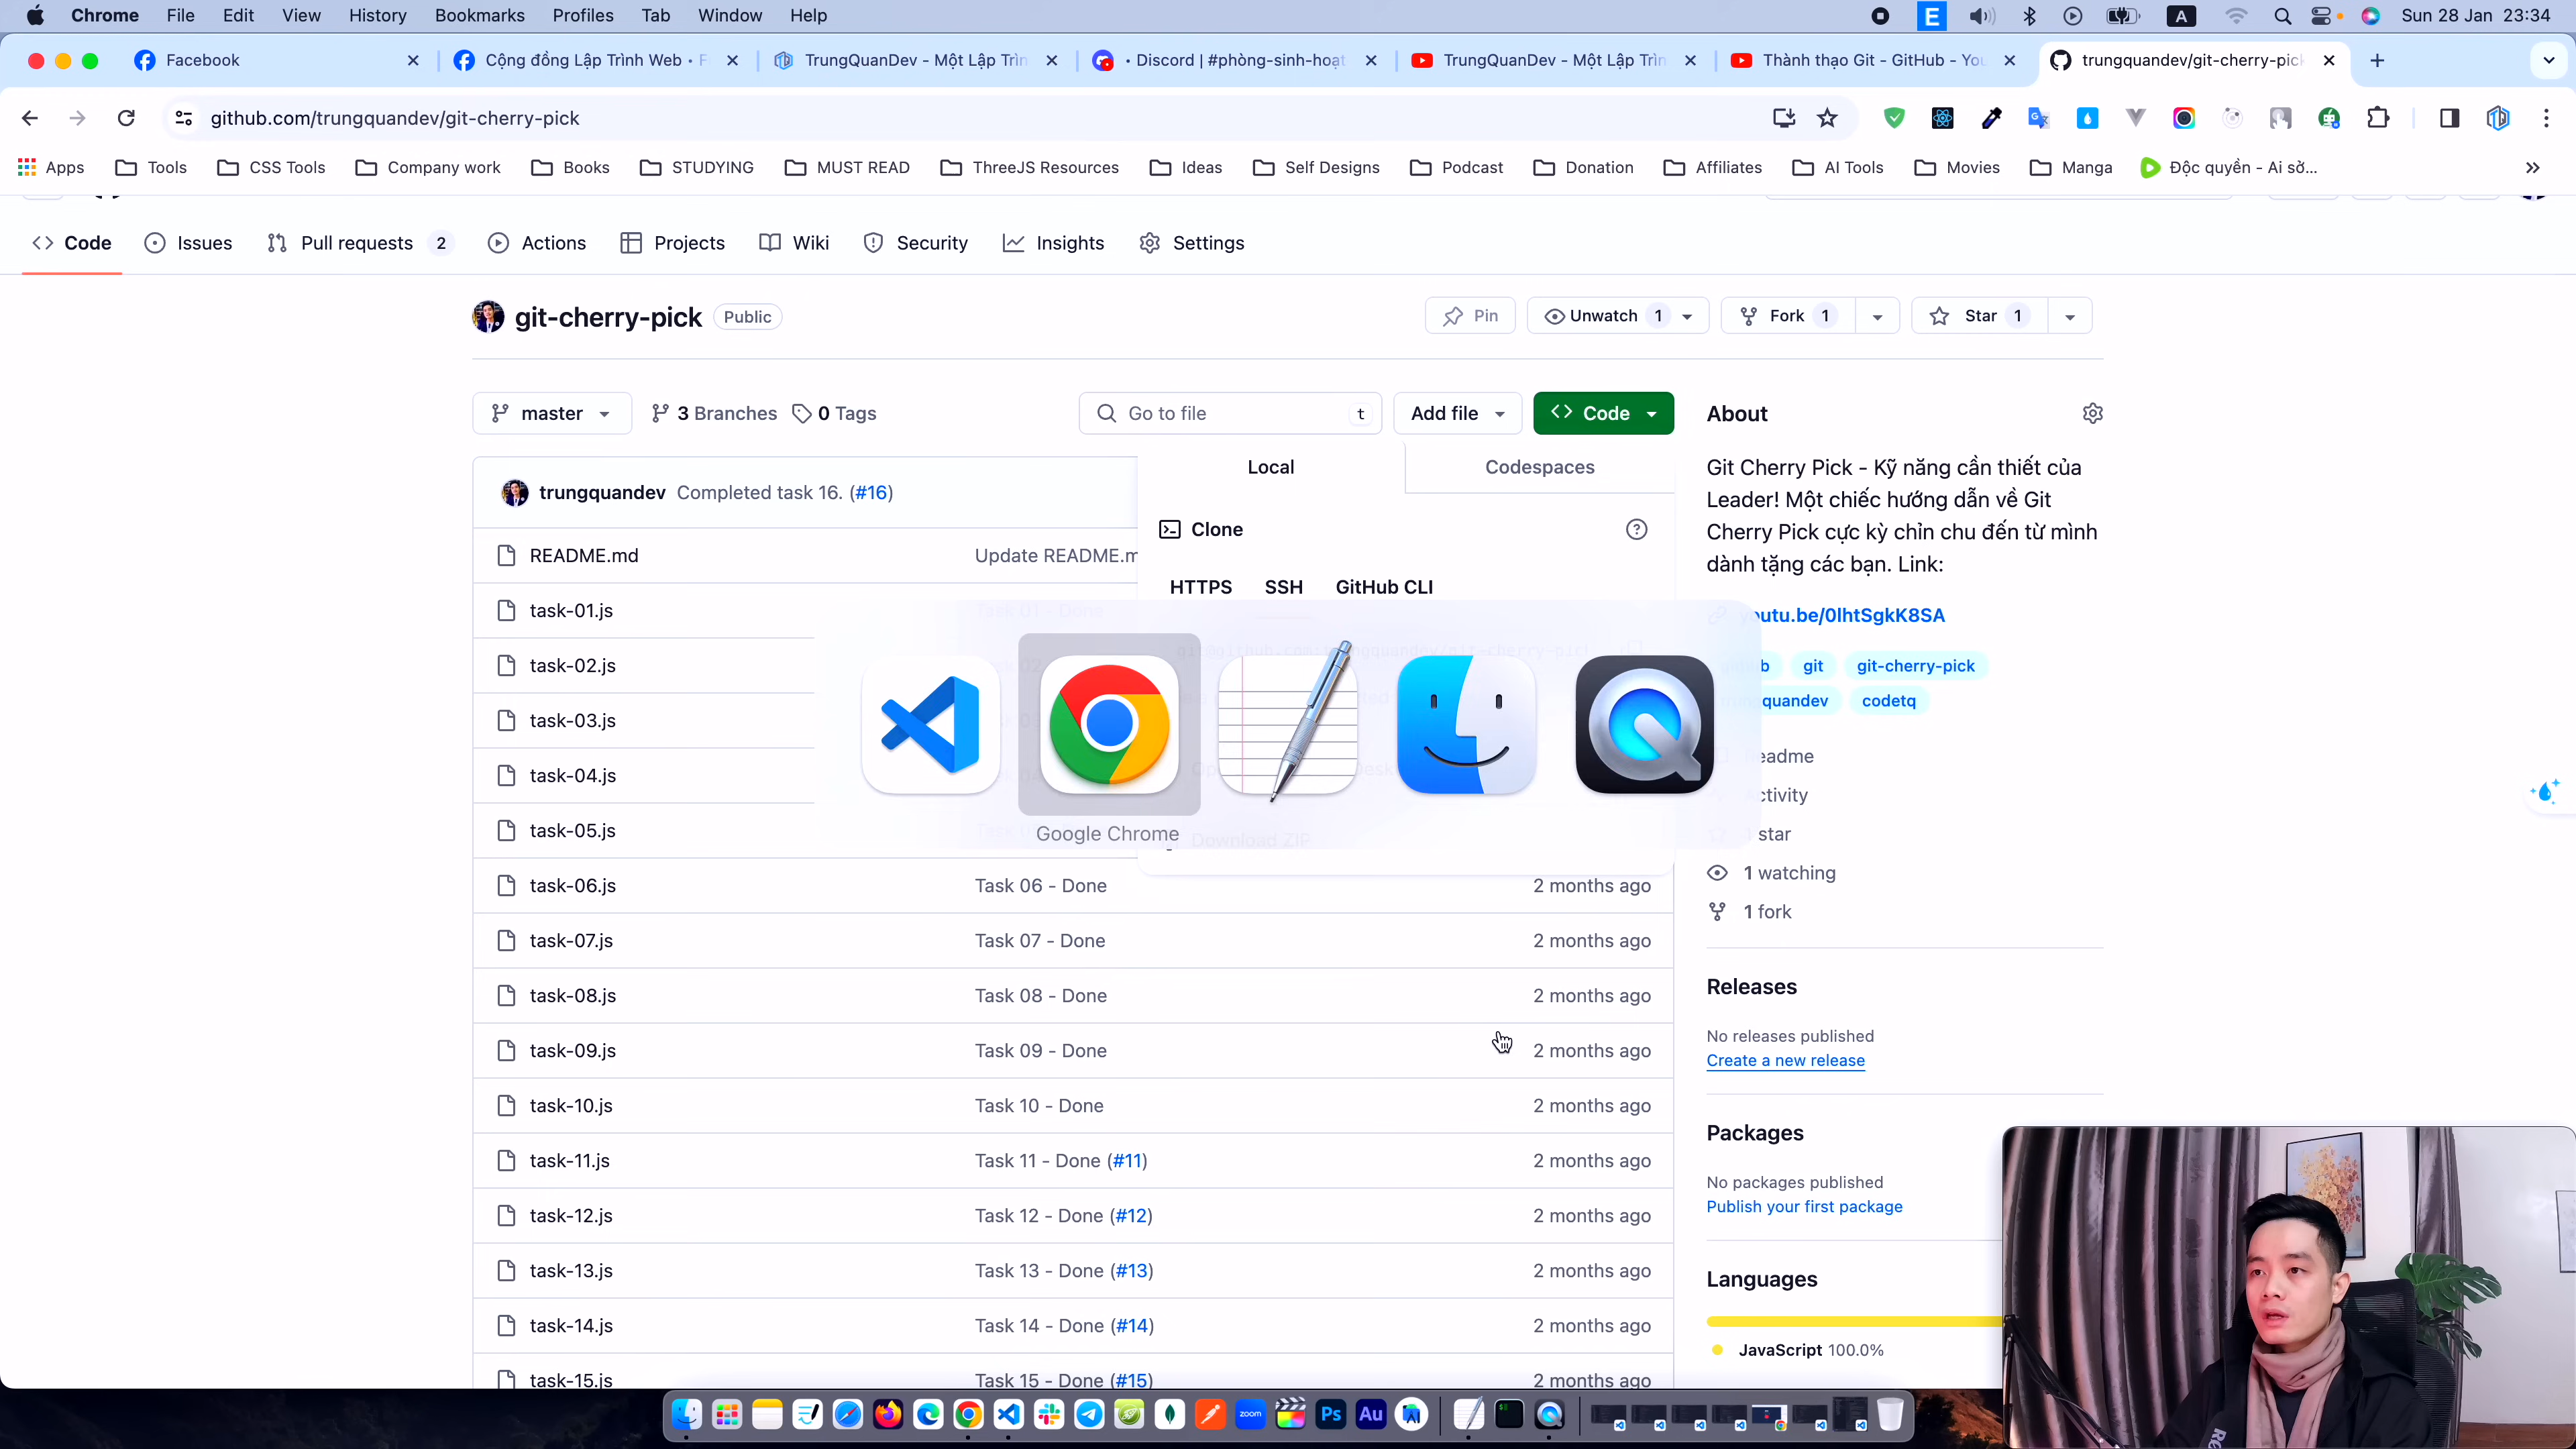 Chrome File Edit View History Bookmarks Profiles Tab Window Help
E A Sun 28 Jan 23:34
Facebook
Cộng đồng Lập Trình Web • F
TrungQuanDev - Một Lập Trìn
• Discord | #phòng-sinh-hoạt
TrungQuanDev - Một Lập Trìn
Thành thạo Git - GitHub - You
trungquandev/git-cherry-pick
github.com/trungquandev/git-cherry-pick
Apps Tools CSS Tools Company work Books STUDYING MUST READ ThreeJS Resources Ideas Self Designs Podcast Donation Affiliates AI Tools Movies Manga Độc quyền - Ai sở...
Code Issues Pull requests 2 Actions Projects Wiki Security Insights Settings
git-cherry-pick Public
Pin Unwatch 1 Fork 1 Star 1
master 3 Branches 0 Tags
Go to file t Add file Code
Local Codespaces
Clone
HTTPS SSH GitHub CLI
Download ZIP
trungquandev Completed task 16. (#16)
README.md Update README.m
task-01.js Task 01 - Done
task-02.js
task-03.js
task-04.js
task-05.js
Google Chrome
task-06.js Task 06 - Done 2 months ago
task-07.js Task 07 - Done 2 months ago
task-08.js Task 08 - Done 2 months ago
task-09.js Task 09 - Done 2 months ago
task-10.js Task 10 - Done 2 months ago
task-11.js Task 11 - Done (#11) 2 months ago
task-12.js Task 12 - Done (#12) 2 months ago
task-13.js Task 13 - Done (#13) 2 months ago
task-14.js Task 14 - Done (#14) 2 months ago
task-15.js Task 15 - Done (#15) 2 months ago
About
Git Cherry Pick - Kỹ năng cần thiết của
Leader! Một chiếc hướng dẫn về Git
Cherry Pick cực kỳ chỉn chu đến từ mình
dành tặng các bạn. Link:
youtu.be/0lhtSgkK8SA
b git git-cherry-pick
quandev codetq
eadme
ctivity
star
1 watching
1 fork
Releases
No releases published
Create a new release
Packages
No packages published
Publish your first package
Languages
JavaScript 100.0%
zoom Ps Au